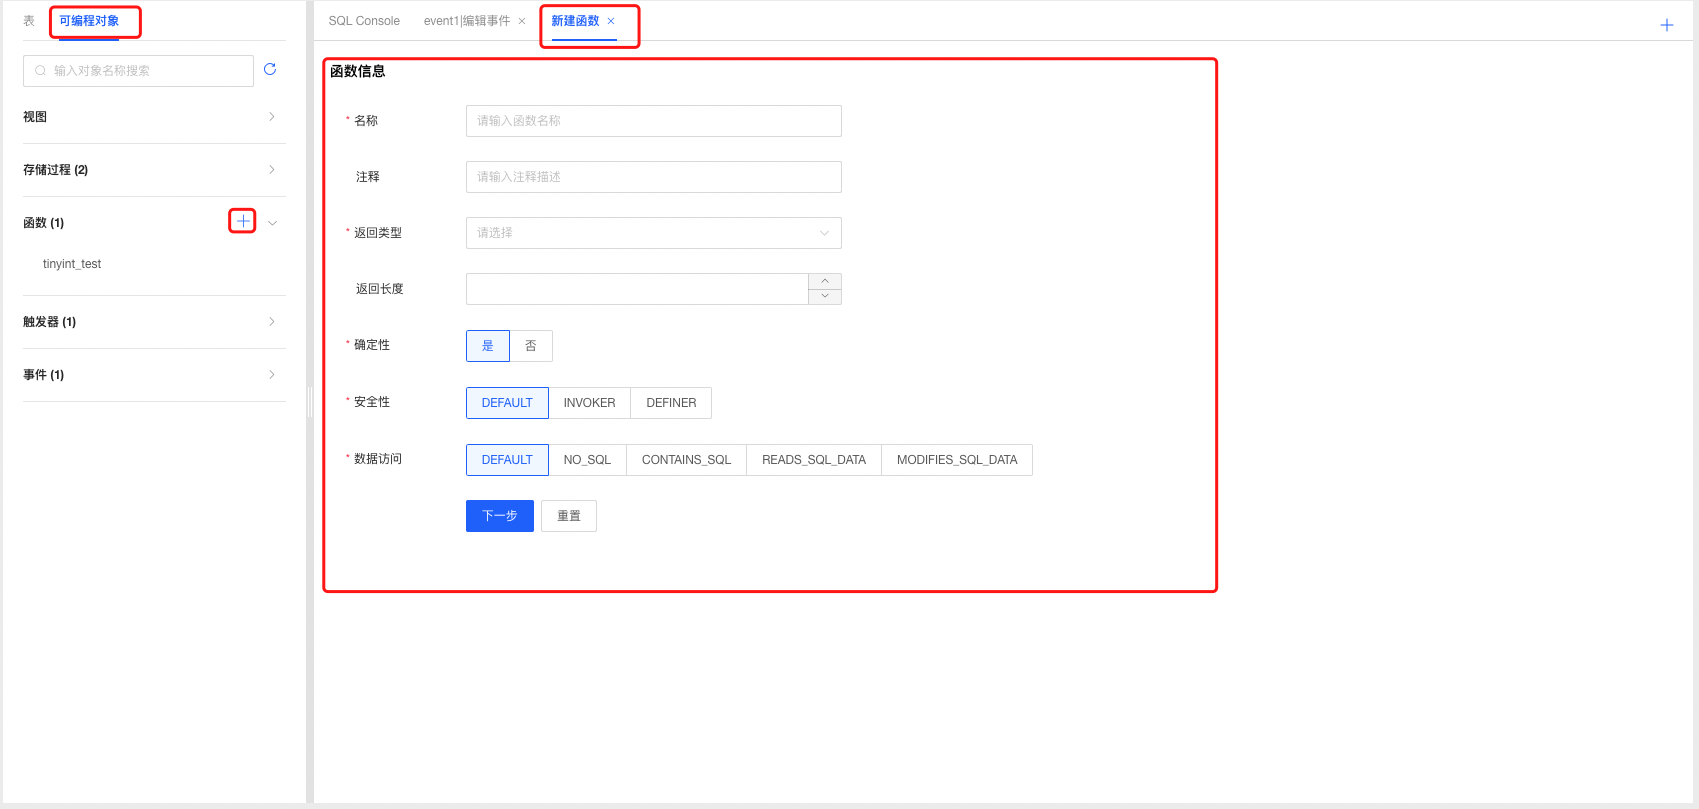 表 可编程对象
输入对象名称搜索
视图
存储过程 (2)
函数 (1)
tinyint_test
触发器 (1)
事件 (1)
SQL Console event1|编辑事件 新建函数
函数信息
* 名称 请输入函数名称
注释 请输入注释描述
* 返回类型 请选择
返回长度
* 确定性 是 否
* 安全性 DEFAULT INVOKER DEFINER
* 数据访问 DEFAULT NO_SQL CONTAINS_SQL READS_SQL_DATA MODIFIES_SQL_DATA
下一步 重置